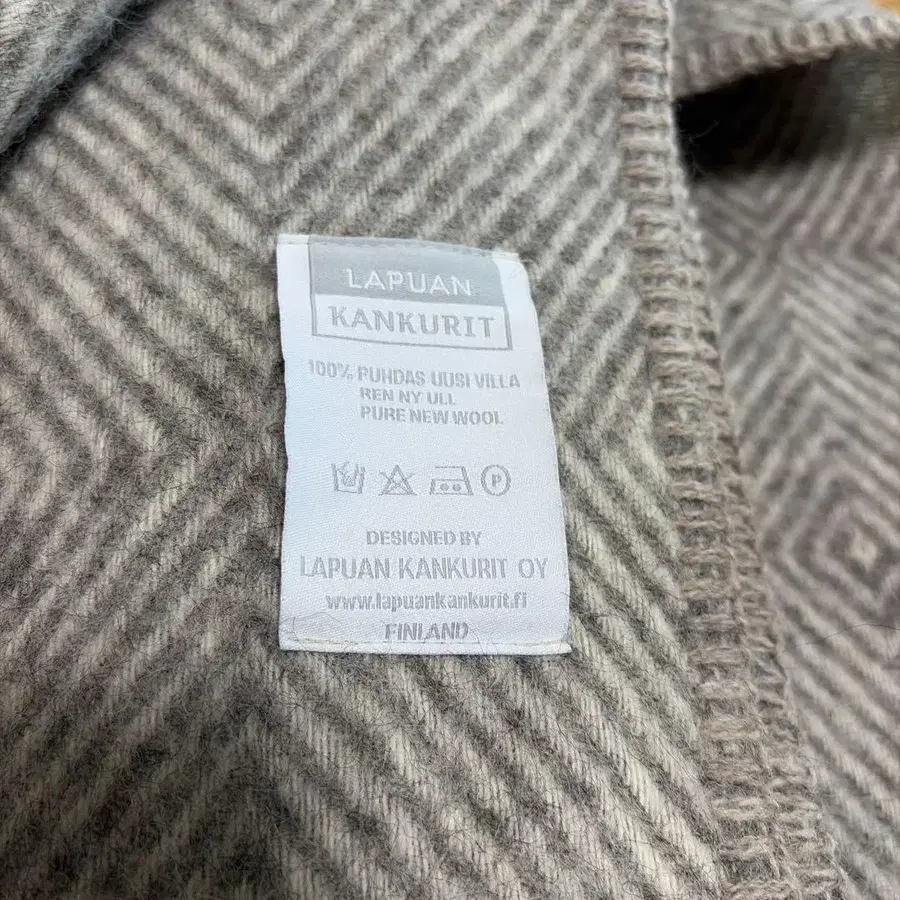 LAPUAN
KANKURIT
100% PUHDAS UUSI VILLA
REN NY ULL
PURE NEW WOOL
P
DESIGNED BY
LAPUAN KANKURIT OY
www.lapuankankurit.fi
FINLAND